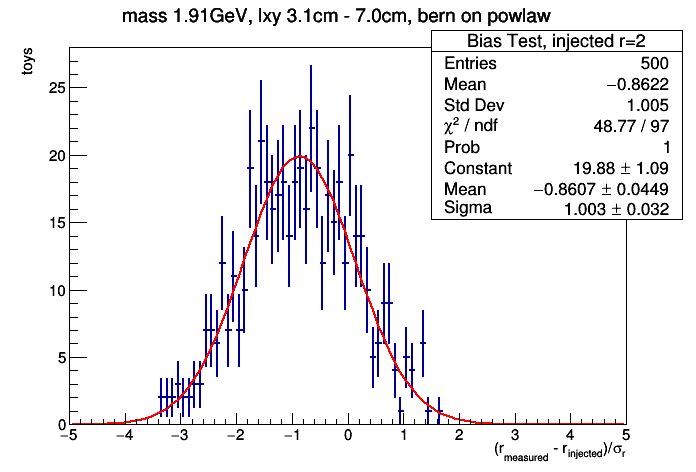 mass 1.91GeV, lxy 3.1cm - 7.0cm, bern on powlaw
Bias Test, injected r=2
Entries 500
Mean −0.8622
Std Dev 1.005
χ² / ndf 48.77 / 97
Prob 1
Constant 19.88 ± 1.09
Mean −0.8607 ± 0.0449
Sigma 1.003 ± 0.032
toys
25
20
15
10
5
0
−5 −4 −3 −2 −1 0 1 2 3 4 5
(r_measured - r_injected)/σ_r